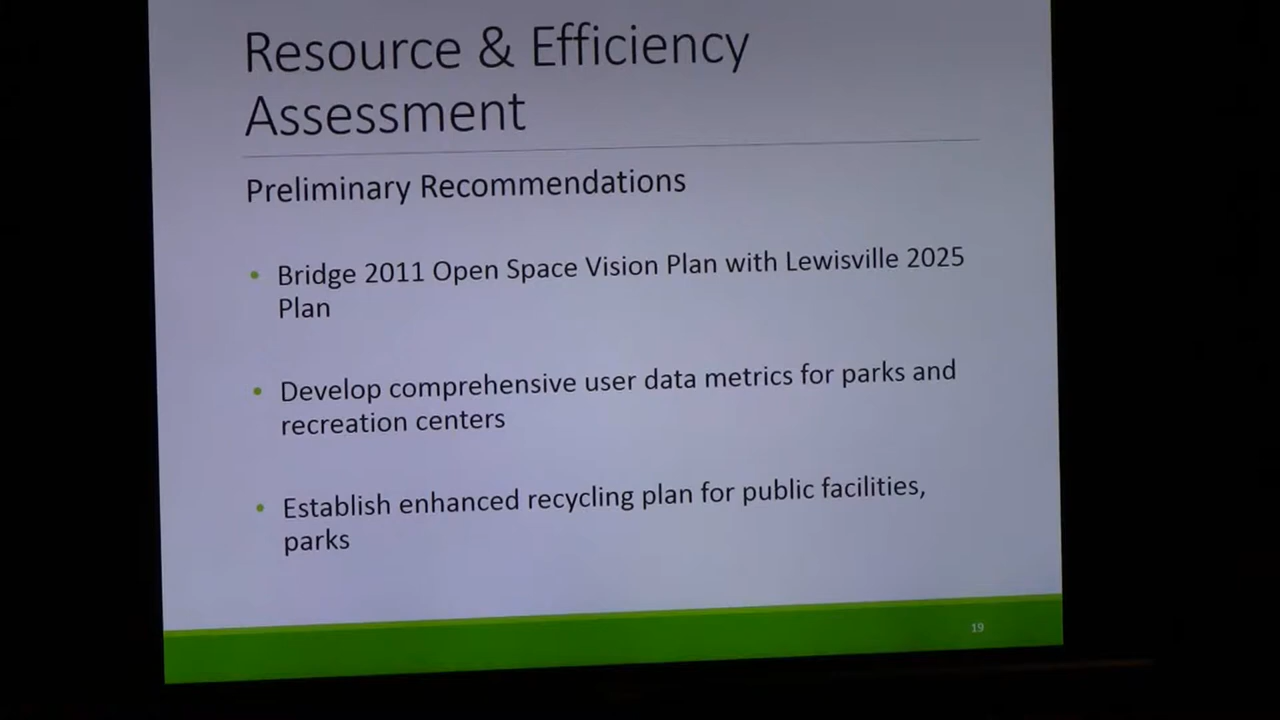 Resource & Efficiency
Assessment
Preliminary Recommendations
• Bridge 2011 Open Space Vision Plan with Lewisville 2025
Plan
• Develop comprehensive user data metrics for parks and
recreation centers
• Establish enhanced recycling plan for public facilities,
parks
19